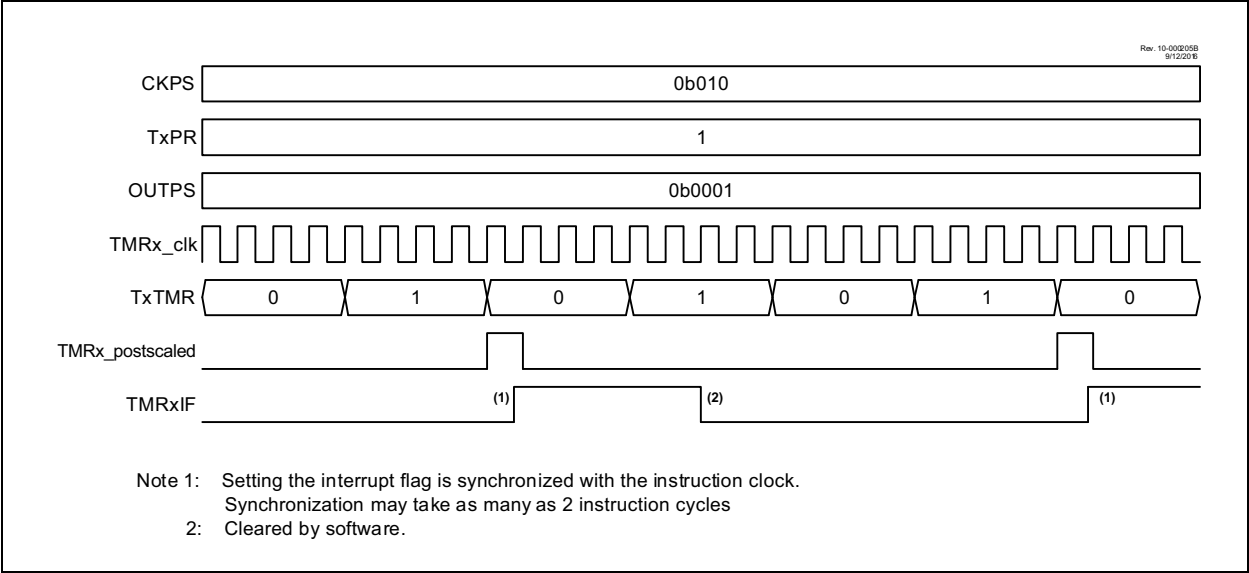 Rev. 10-000205B
9/12/2016
CKPS
0b010
TxPR
1
OUTPS
0b0001
TMRx_clk
TxTMR
0 1 0 1 0 1 0
TMRx_postscaled
TMRxIF
(1) (2) (1)
Note 1: Setting the interrupt flag is synchronized with the instruction clock.
Synchronization may take as many as 2 instruction cycles
2: Cleared by software.